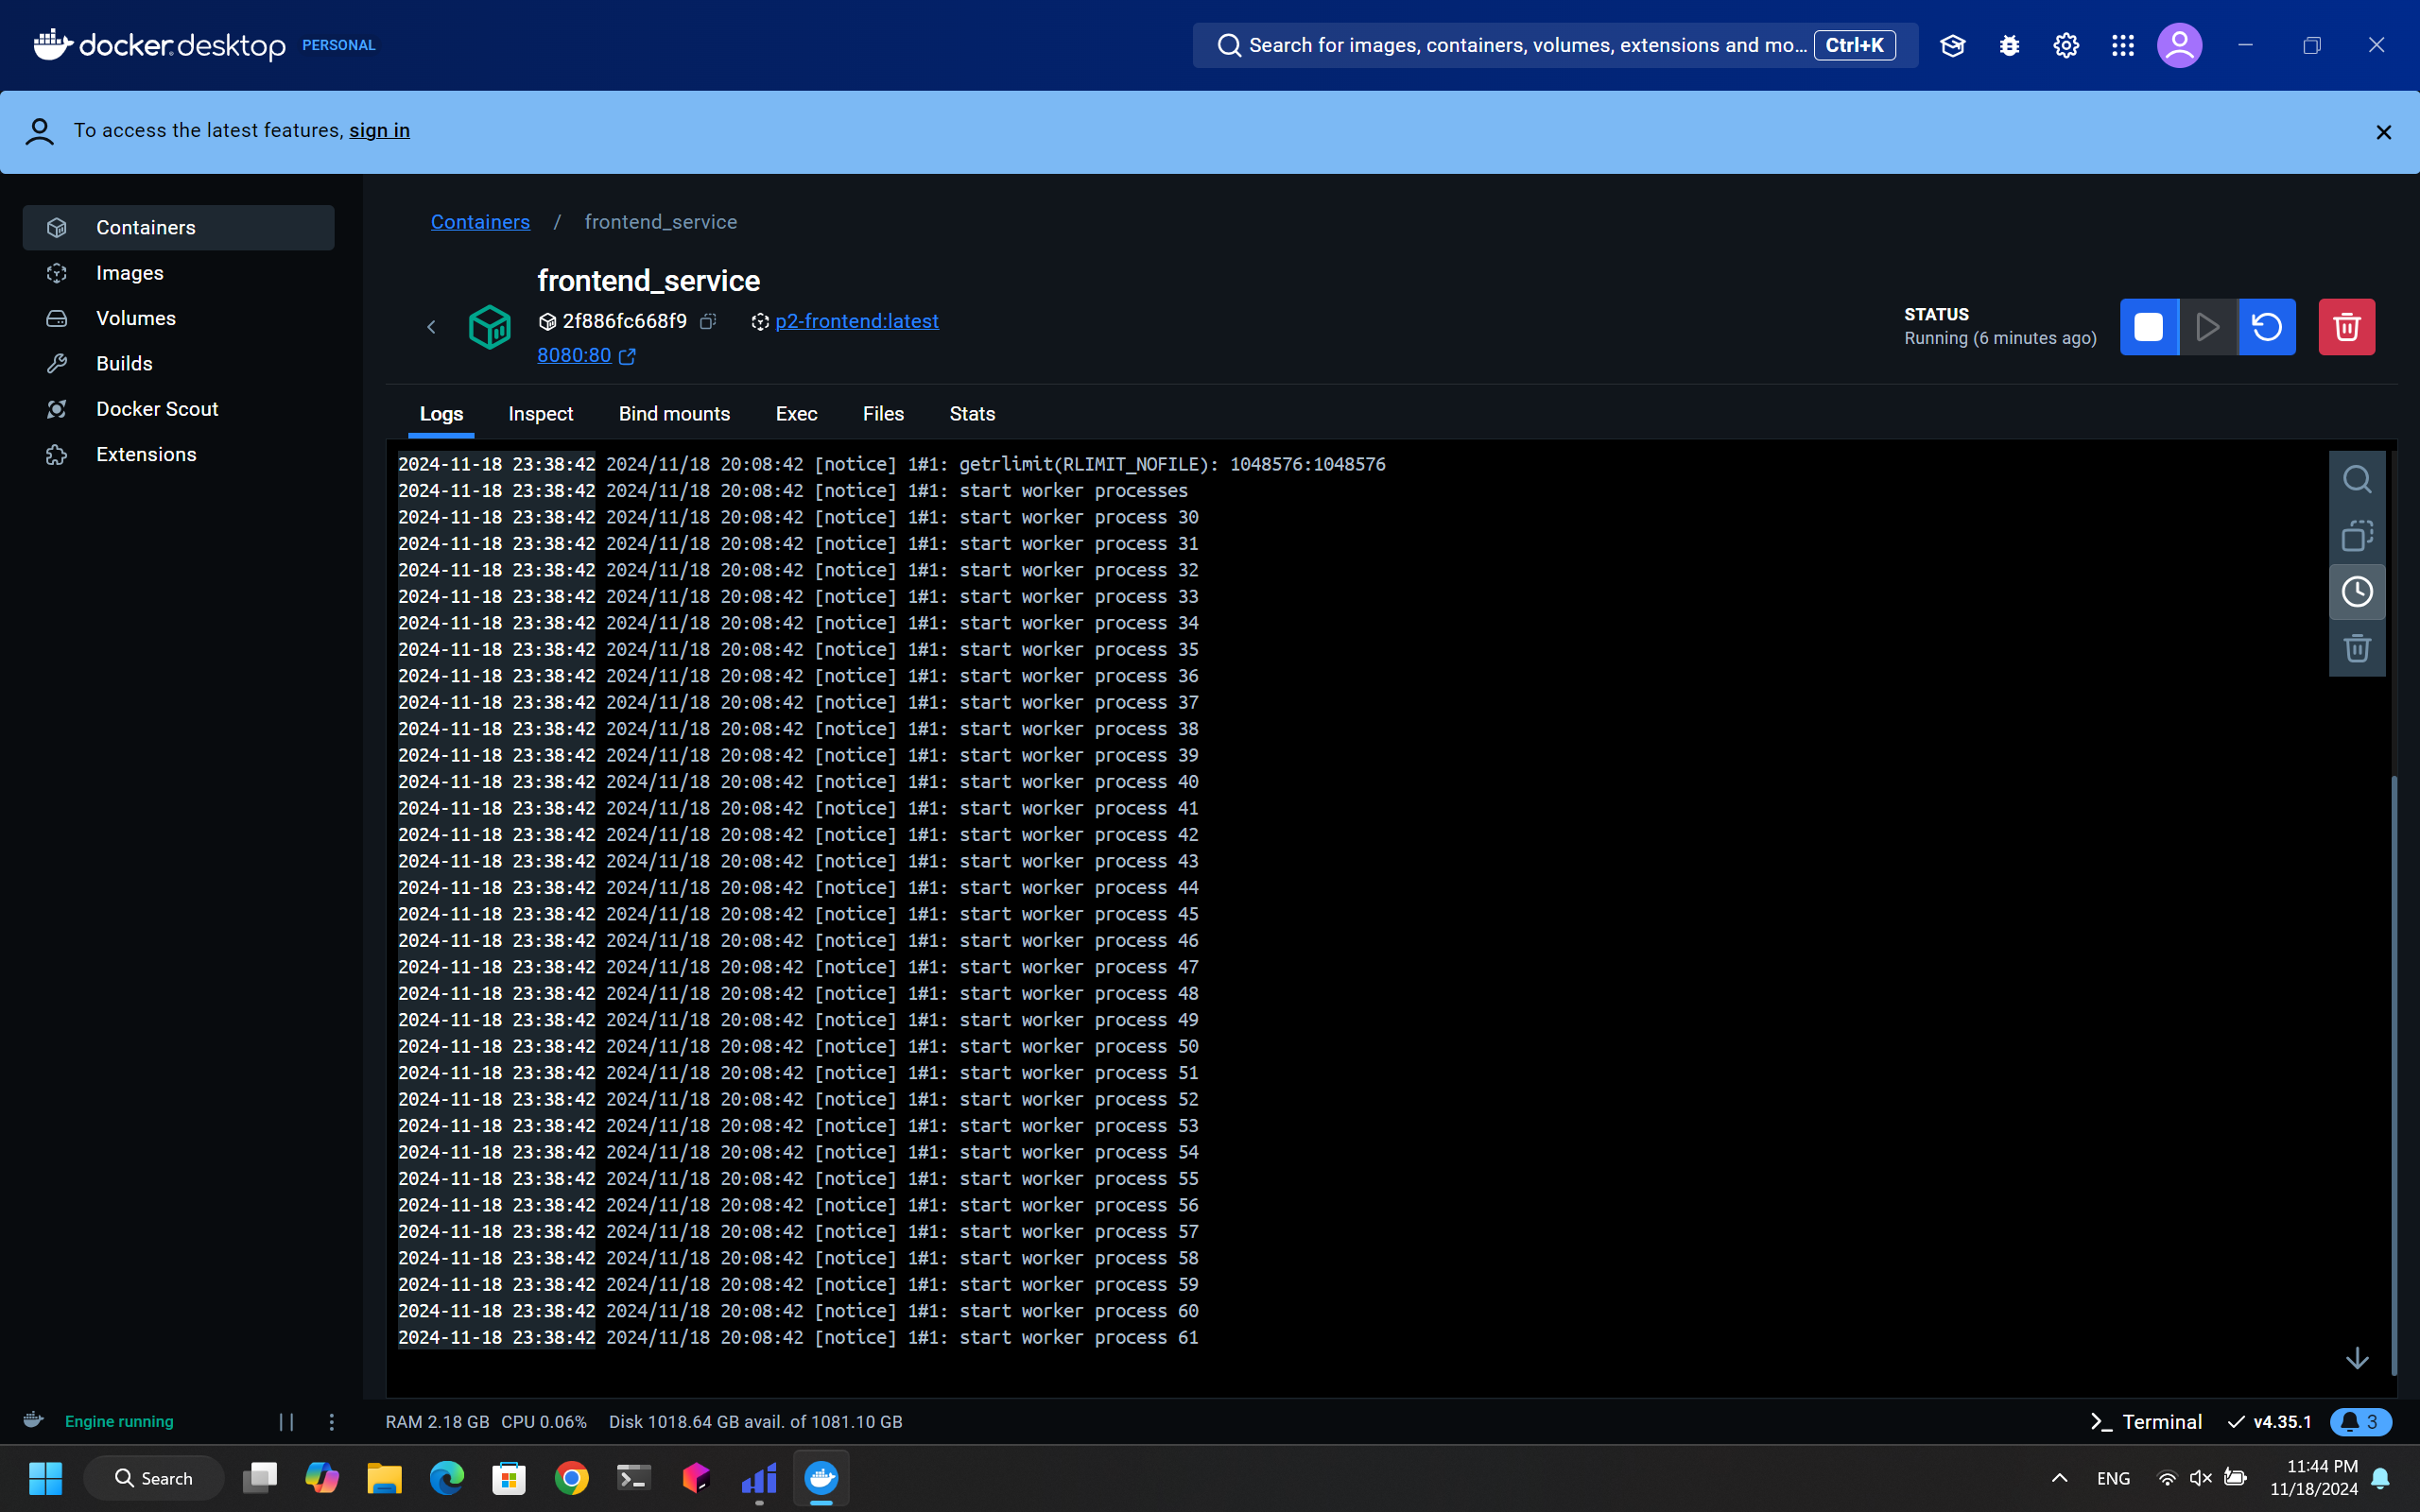 docker desktop PERSONAL
Search for images, containers, volumes, extensions and mo... Ctrl+K
To access the latest features, sign in
Containers
Images
Volumes
Builds
Docker Scout
Extensions
Containers / frontend_service
frontend_service
2f886fc668f9 p2-frontend:latest
8080:80
STATUS
Running (6 minutes ago)
Logs Inspect Bind mounts Exec Files Stats
2024-11-18 23:38:42 2024/11/18 20:08:42 [notice] 1#1: getrlimit(RLIMIT_NOFILE): 1048576:1048576
2024-11-18 23:38:42 2024/11/18 20:08:42 [notice] 1#1: start worker processes
2024-11-18 23:38:42 2024/11/18 20:08:42 [notice] 1#1: start worker process 30
2024-11-18 23:38:42 2024/11/18 20:08:42 [notice] 1#1: start worker process 31
2024-11-18 23:38:42 2024/11/18 20:08:42 [notice] 1#1: start worker process 32
2024-11-18 23:38:42 2024/11/18 20:08:42 [notice] 1#1: start worker process 33
2024-11-18 23:38:42 2024/11/18 20:08:42 [notice] 1#1: start worker process 34
2024-11-18 23:38:42 2024/11/18 20:08:42 [notice] 1#1: start worker process 35
2024-11-18 23:38:42 2024/11/18 20:08:42 [notice] 1#1: start worker process 36
2024-11-18 23:38:42 2024/11/18 20:08:42 [notice] 1#1: start worker process 37
2024-11-18 23:38:42 2024/11/18 20:08:42 [notice] 1#1: start worker process 38
2024-11-18 23:38:42 2024/11/18 20:08:42 [notice] 1#1: start worker process 39
2024-11-18 23:38:42 2024/11/18 20:08:42 [notice] 1#1: start worker process 40
2024-11-18 23:38:42 2024/11/18 20:08:42 [notice] 1#1: start worker process 41
2024-11-18 23:38:42 2024/11/18 20:08:42 [notice] 1#1: start worker process 42
2024-11-18 23:38:42 2024/11/18 20:08:42 [notice] 1#1: start worker process 43
2024-11-18 23:38:42 2024/11/18 20:08:42 [notice] 1#1: start worker process 44
2024-11-18 23:38:42 2024/11/18 20:08:42 [notice] 1#1: start worker process 45
2024-11-18 23:38:42 2024/11/18 20:08:42 [notice] 1#1: start worker process 46
2024-11-18 23:38:42 2024/11/18 20:08:42 [notice] 1#1: start worker process 47
2024-11-18 23:38:42 2024/11/18 20:08:42 [notice] 1#1: start worker process 48
2024-11-18 23:38:42 2024/11/18 20:08:42 [notice] 1#1: start worker process 49
2024-11-18 23:38:42 2024/11/18 20:08:42 [notice] 1#1: start worker process 50
2024-11-18 23:38:42 2024/11/18 20:08:42 [notice] 1#1: start worker process 51
2024-11-18 23:38:42 2024/11/18 20:08:42 [notice] 1#1: start worker process 52
2024-11-18 23:38:42 2024/11/18 20:08:42 [notice] 1#1: start worker process 53
2024-11-18 23:38:42 2024/11/18 20:08:42 [notice] 1#1: start worker process 54
2024-11-18 23:38:42 2024/11/18 20:08:42 [notice] 1#1: start worker process 55
2024-11-18 23:38:42 2024/11/18 20:08:42 [notice] 1#1: start worker process 56
2024-11-18 23:38:42 2024/11/18 20:08:42 [notice] 1#1: start worker process 57
2024-11-18 23:38:42 2024/11/18 20:08:42 [notice] 1#1: start worker process 58
2024-11-18 23:38:42 2024/11/18 20:08:42 [notice] 1#1: start worker process 59
2024-11-18 23:38:42 2024/11/18 20:08:42 [notice] 1#1: start worker process 60
2024-11-18 23:38:42 2024/11/18 20:08:42 [notice] 1#1: start worker process 61
Engine running RAM 2.18 GB CPU 0.06% Disk 1018.64 GB avail. of 1081.10 GB Terminal v4.35.1 3
Search ENG 11:44 PM
11/18/2024